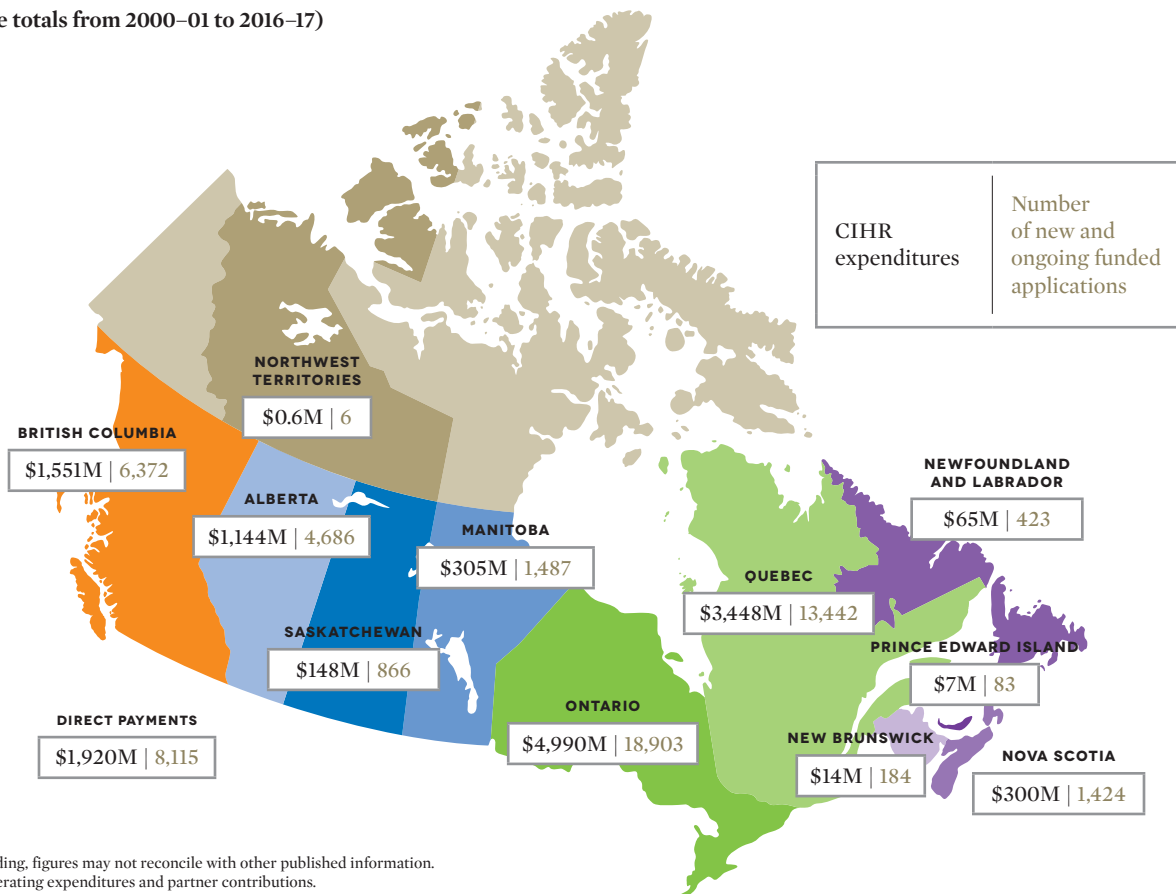 e totals from 2000–01 to 2016–17)
CIHR
expenditures
Number
of new and
ongoing funded
applications
NORTHWEST
TERRITORIES
$0.6M | 6
BRITISH COLUMBIA
$1,551M | 6,372
ALBERTA
$1,144M | 4,686
MANITOBA
$305M | 1,487
NEWFOUNDLAND
AND LABRADOR
$65M | 423
QUEBEC
$3,448M | 13,442
SASKATCHEWAN
$148M | 866
PRINCE EDWARD ISLAND
$7M | 83
ONTARIO
$4,990M | 18,903
DIRECT PAYMENTS
$1,920M | 8,115
NEW BRUNSWICK
$14M | 184
NOVA SCOTIA
$300M | 1,424
ding, figures may not reconcile with other published information.
erating expenditures and partner contributions.